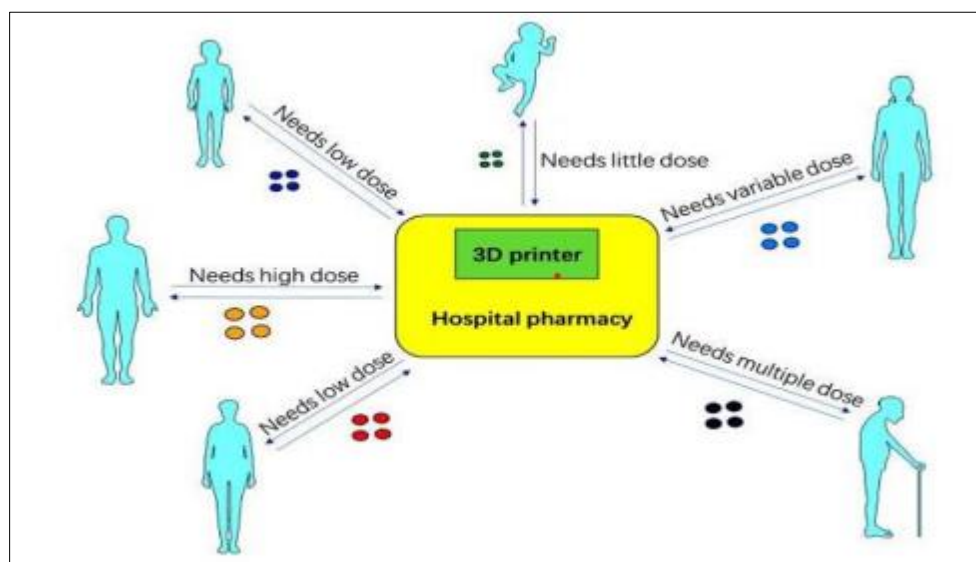 Needs low dose
Needs little dose
Needs variable dose
3D printer
Needs high dose
Hospital pharmacy
Needs low dose
Needs multiple dose